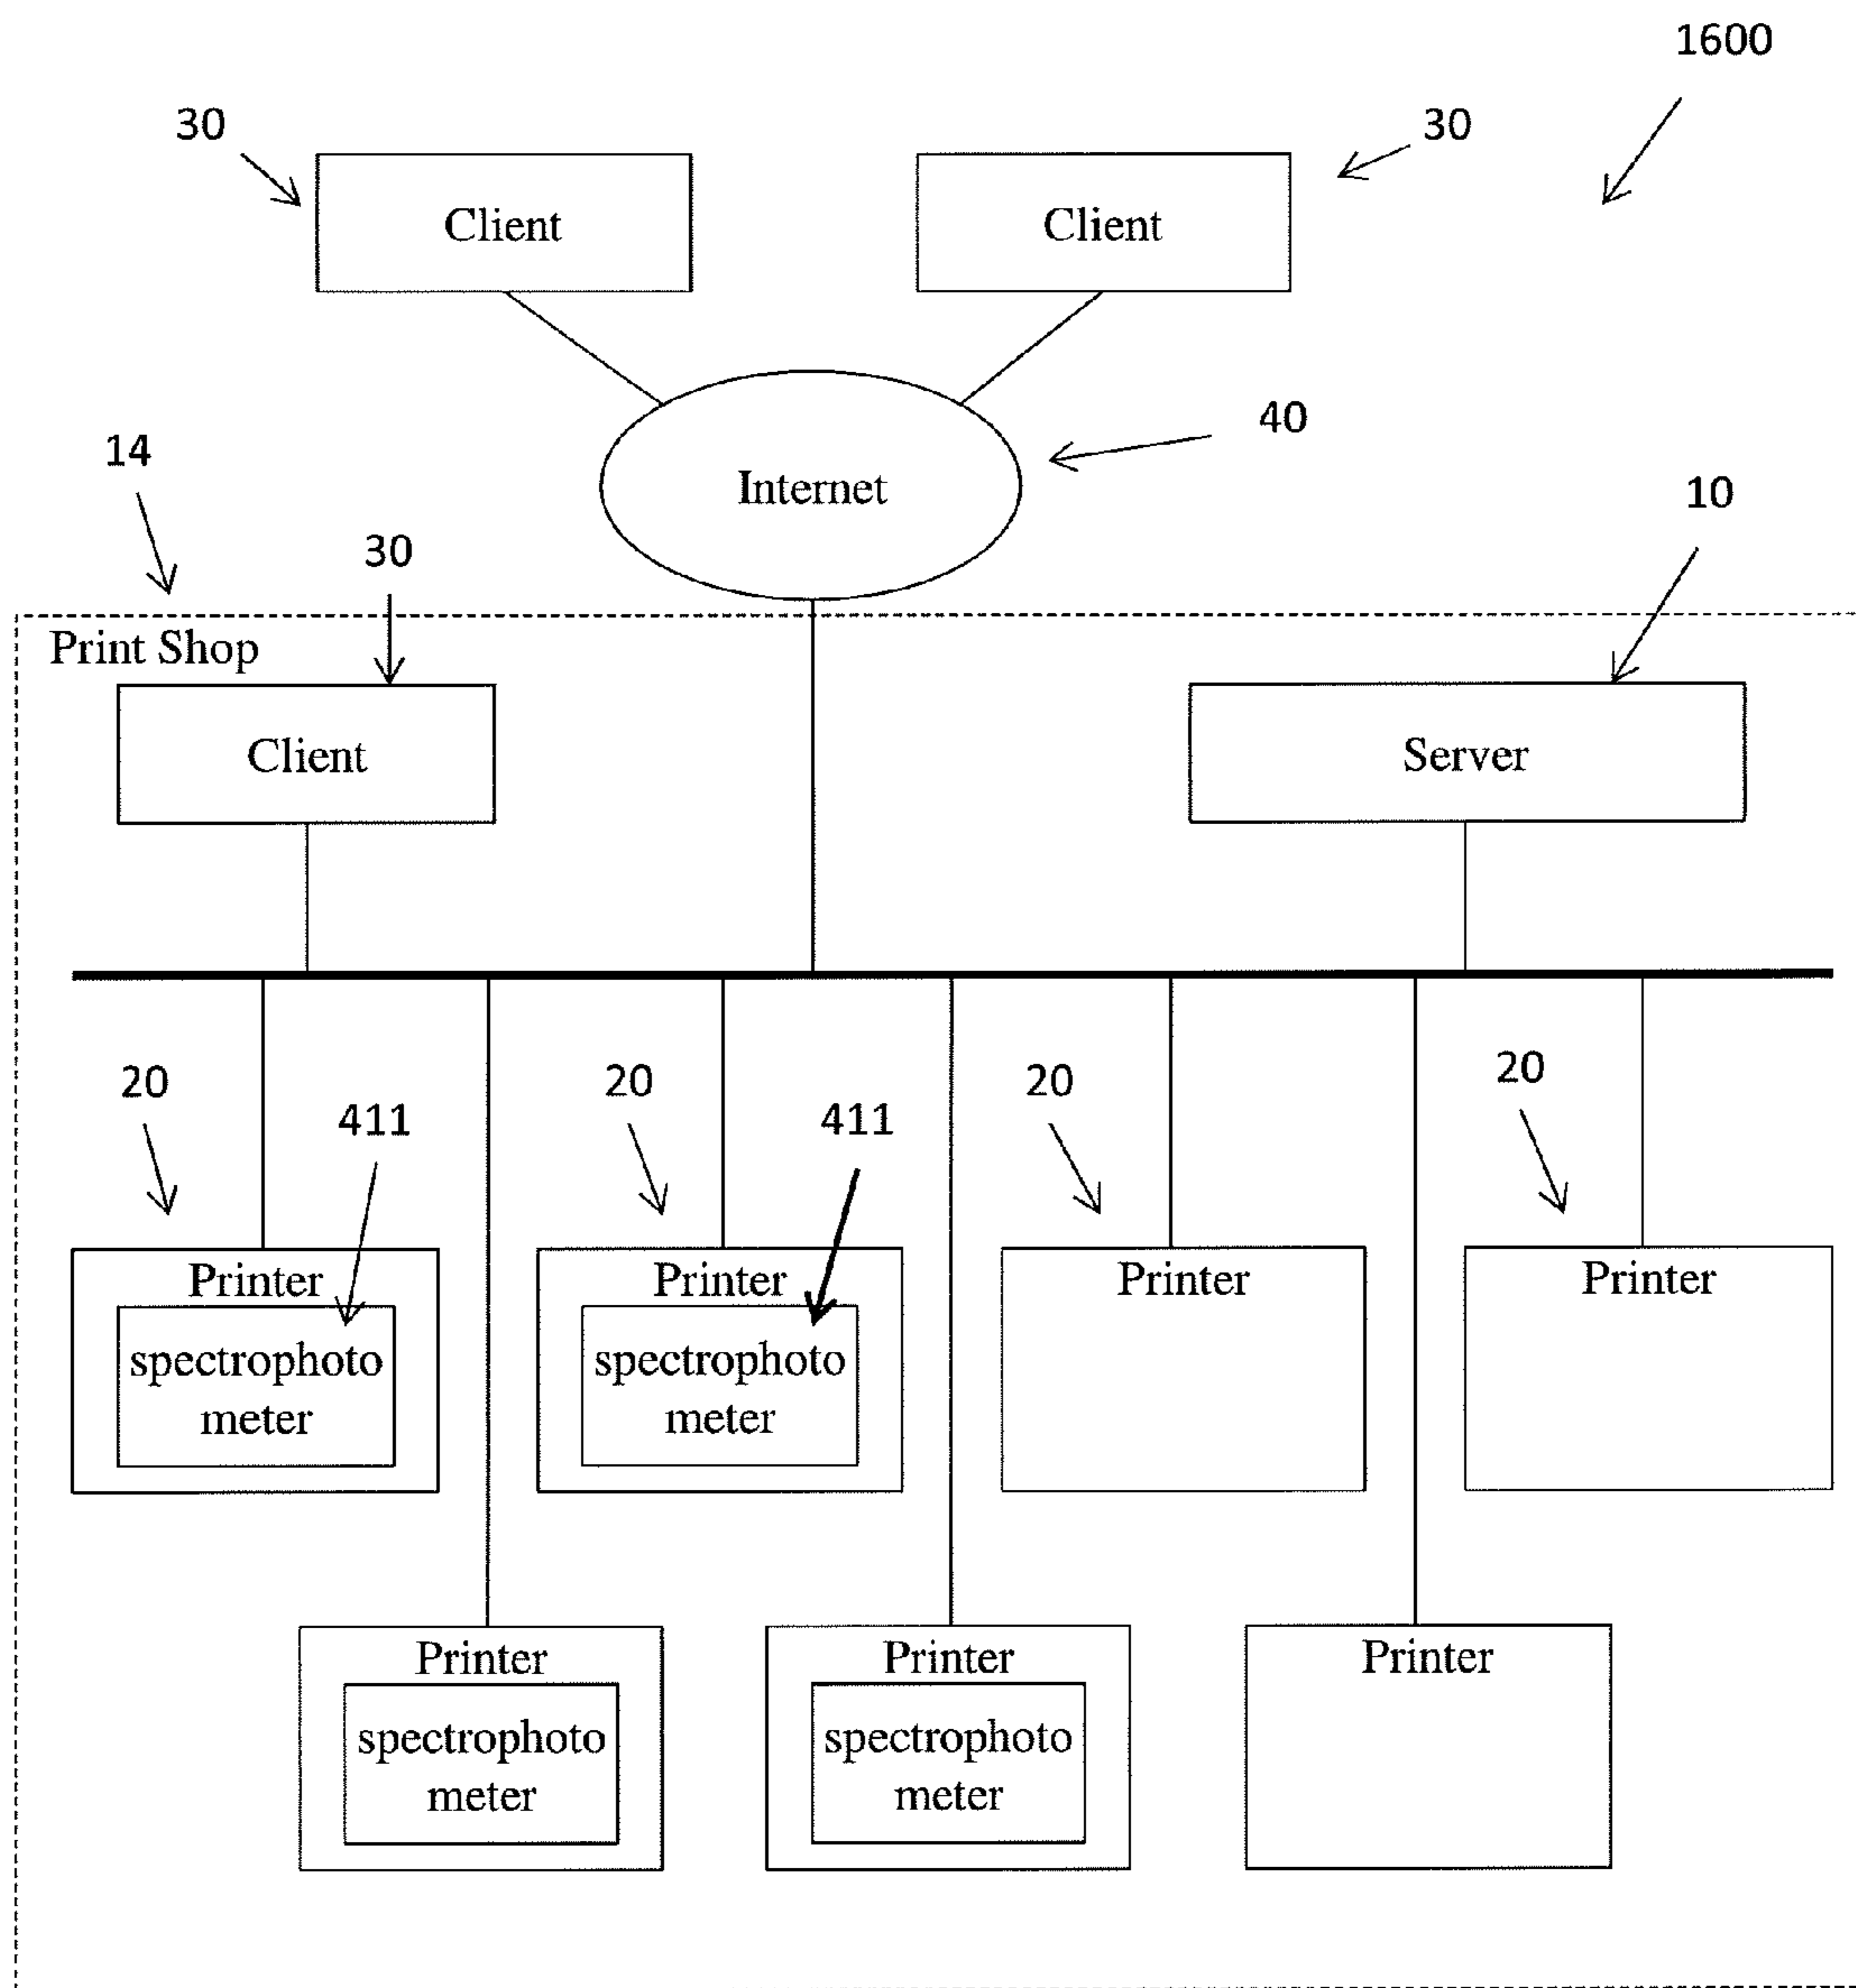 1600
30
30
Client
Client
40
Internet
14
10
30
Print Shop
Client
Server
20
20
20
20
411
411
Printer
Printer
Printer
Printer
spectrophoto
meter
spectrophoto
meter
Printer
Printer
Printer
spectrophoto
meter
spectrophoto
meter